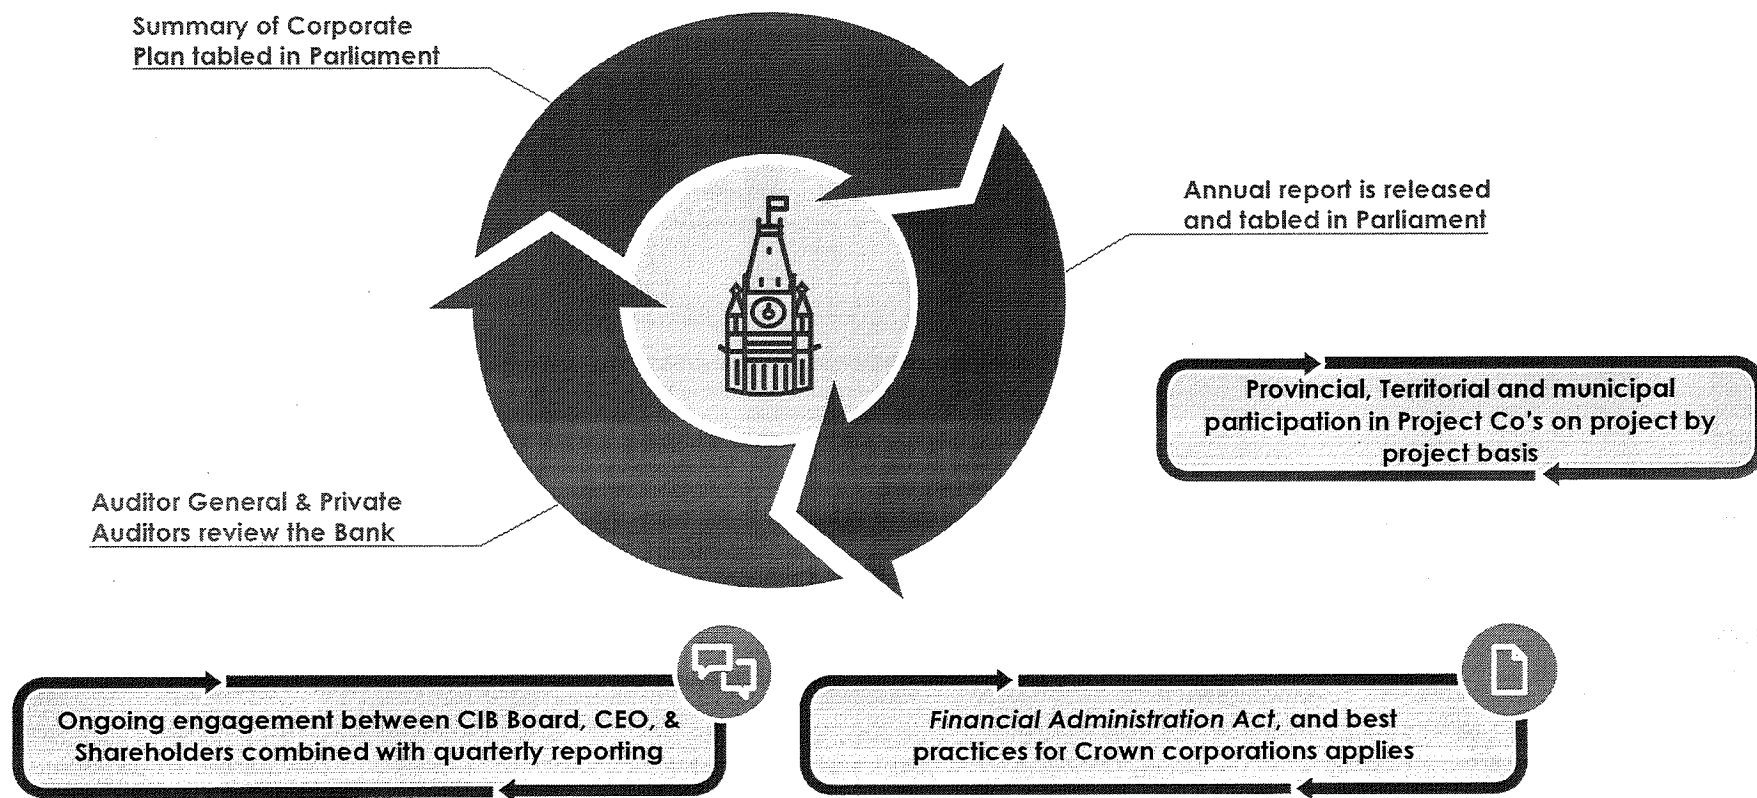 Summary of Corporate
Plan tabled in Parliament
Annual report is released
and tabled in Parliament
Provincial, Territorial and municipal
participation in Project Co's on project by
project basis
Auditor General & Private
Auditors review the Bank
Ongoing engagement between CIB Board, CEO, &
Shareholders combined with quarterly reporting
Financial Administration Act, and best
practices for Crown corporations applies